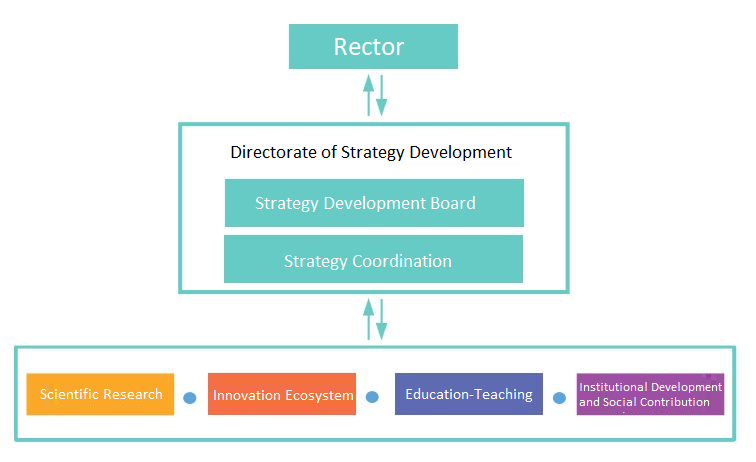 Rector
Directorate of Strategy Development
Strategy Development Board
Strategy Coordination
Scientific Research
Innovation Ecosystem
Education-Teaching
Institutional Development
and Social Contribution